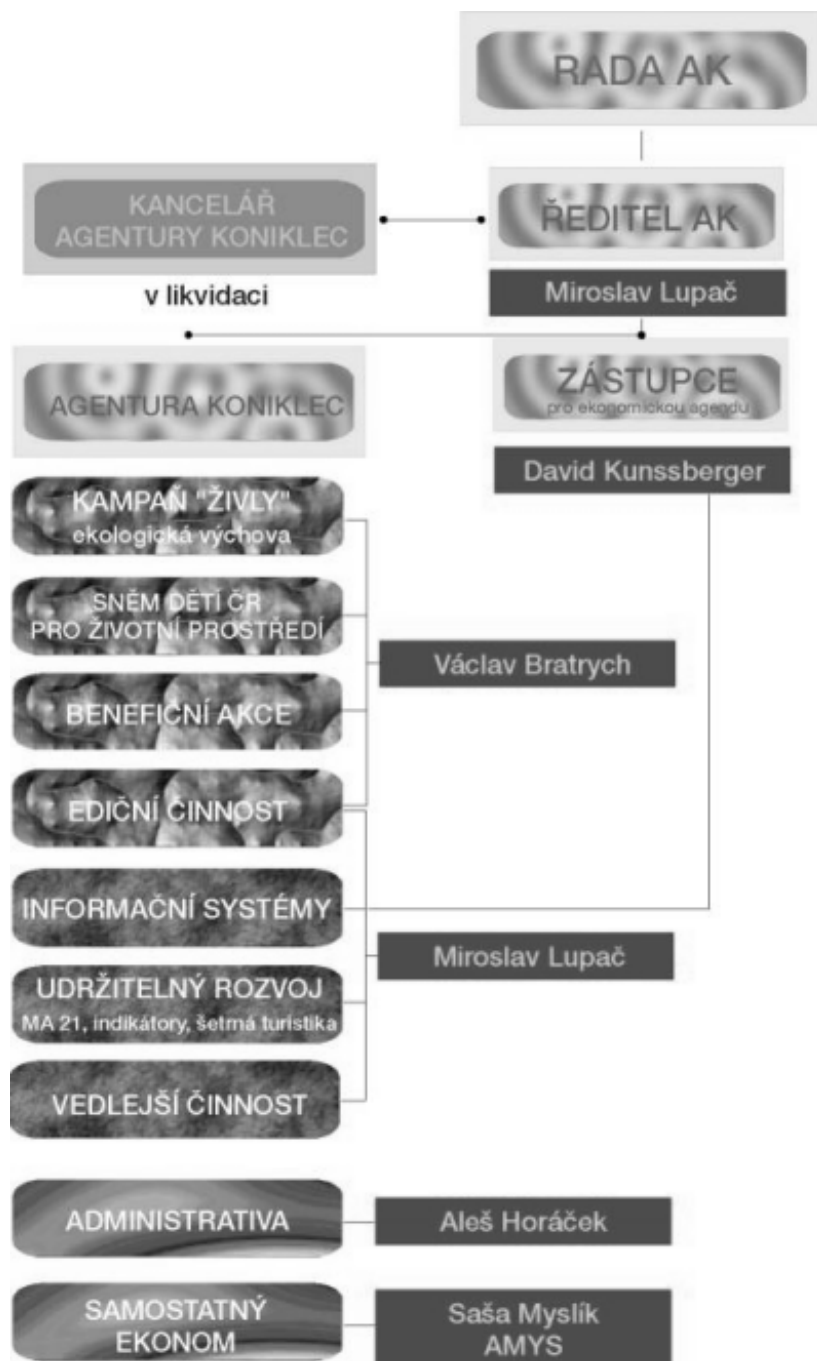 RADA AK
KANCELÁŘ
AGENTURY KONIKLEC
ŘEDITEL AK
v likvidaci
Miroslav Lupač
AGENTURA KONIKLEC
ZÁSTUPCE
pro ekonomickou agendu
David Kunssberger
KAMPAŇ "ŽIVLY"
ekologická výchova
SNĚM DĚTÍ ČR
PRO ŽIVOTNÍ PROSTŘEDÍ
Václav Bratrych
BENEFIČNÍ AKCE
EDIČNÍ ČINNOST
INFORMAČNÍ SYSTÉMY
Miroslav Lupač
UDRŽITELNÝ ROZVOJ
MA 21, indikátory, šetrná turistika
VEDLEJŠÍ ČINNOST
ADMINISTRATIVA
Aleš Horáček
SAMOSTATNÝ
EKONOM
Saša Myslík
AMYS